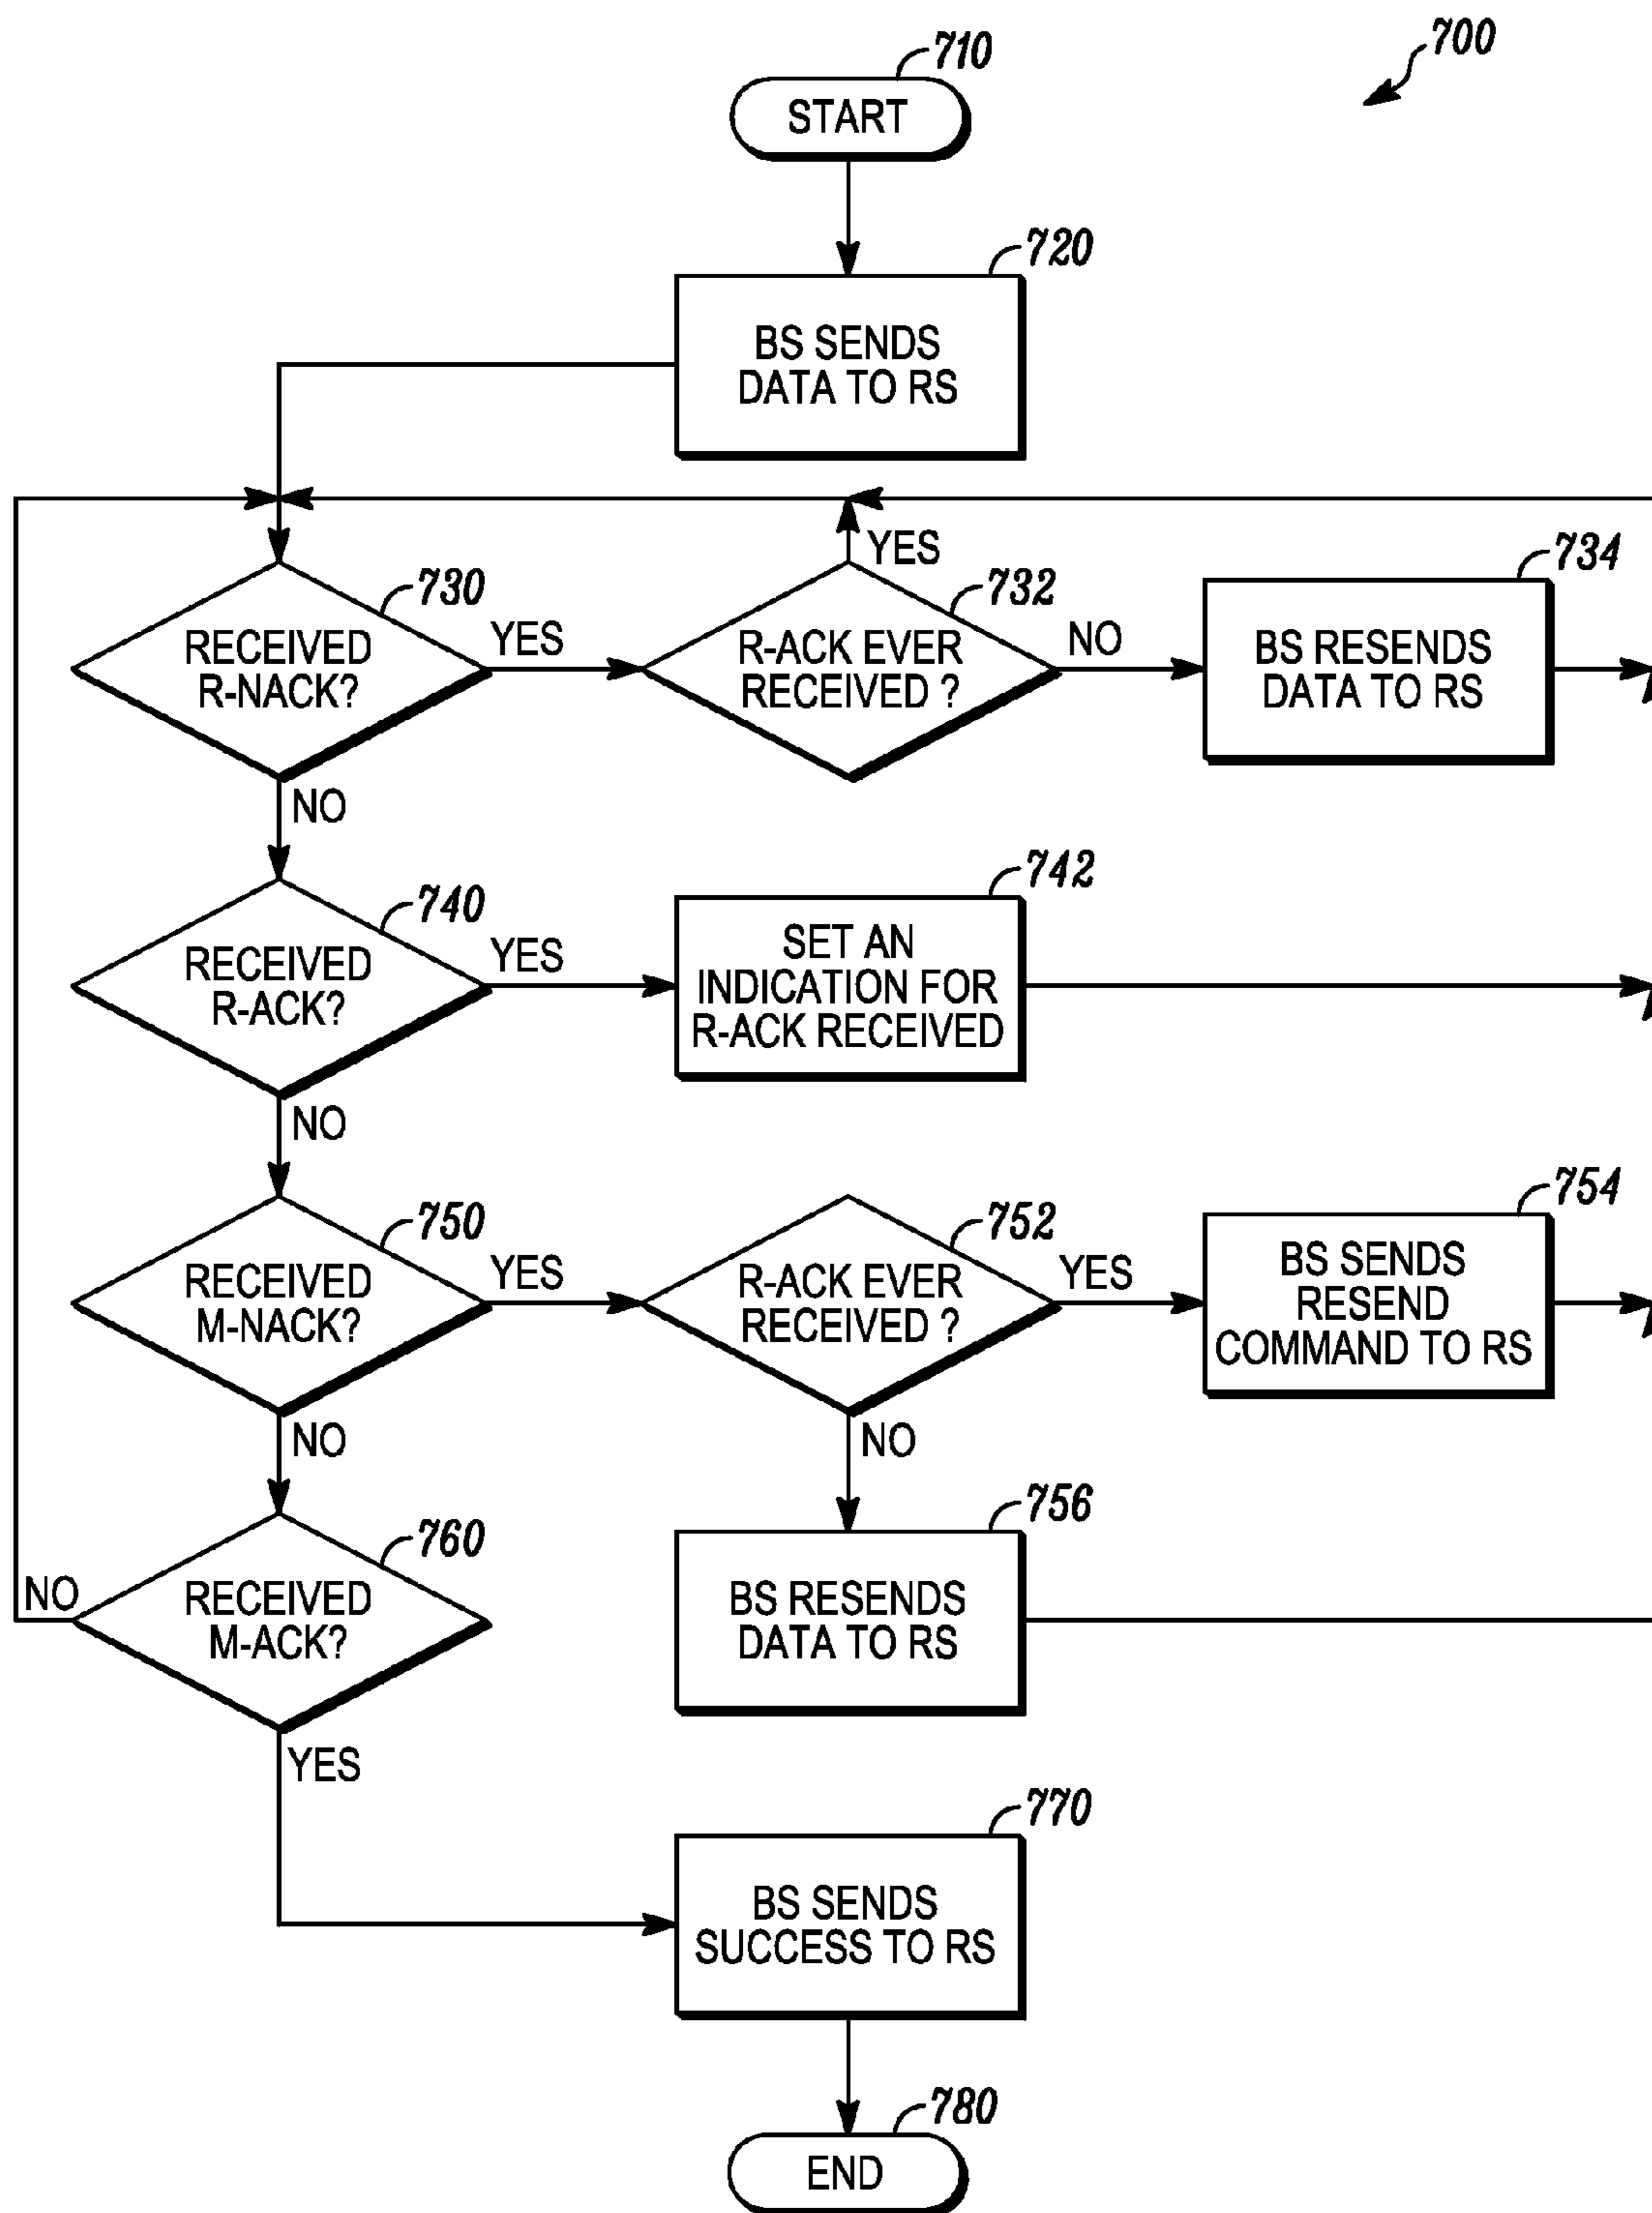 710
700
START
720
BS SENDS
DATA TO RS
YES
730
732
734
RECEIVED
R-NACK?
YES
R-ACK EVER
RECEIVED ?
NO
BS RESENDS
DATA TO RS
NO
740
742
RECEIVED
R-ACK?
YES
SET AN
INDICATION FOR
R-ACK RECEIVED
NO
750
752
754
RECEIVED
M-NACK?
YES
R-ACK EVER
RECEIVED ?
YES
BS SENDS
RESEND
COMMAND TO RS
NO
NO
760
756
NO
RECEIVED
M-ACK?
BS RESENDS
DATA TO RS
YES
770
BS SENDS
SUCCESS TO RS
780
END